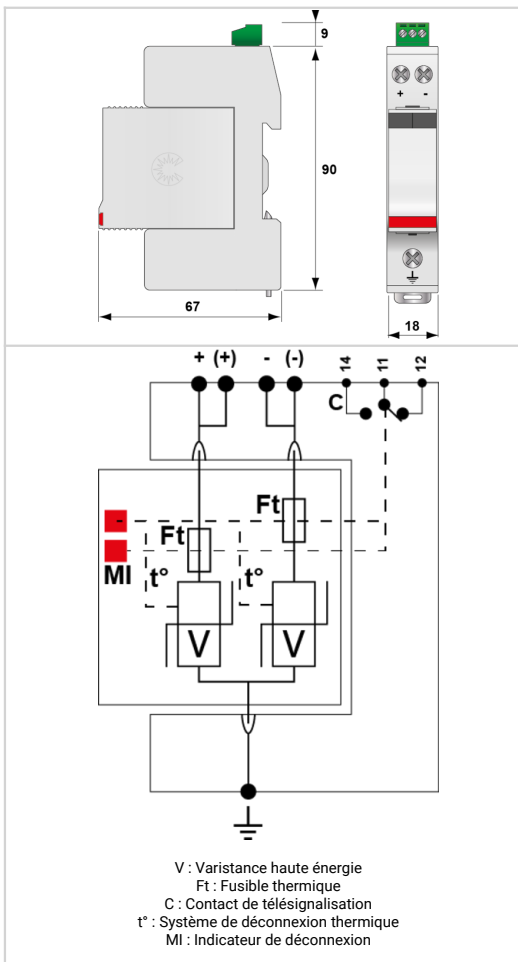 9
90
67
+ -
18
+ (+) - (-)
14 11 12
C
Ft
-
Ft
MI
t°
t°
V
V
V : Varistance haute énergie
Ft : Fusible thermique
C : Contact de télésignalisation
t° : Système de déconnexion thermique
MI : Indicateur de déconnexion